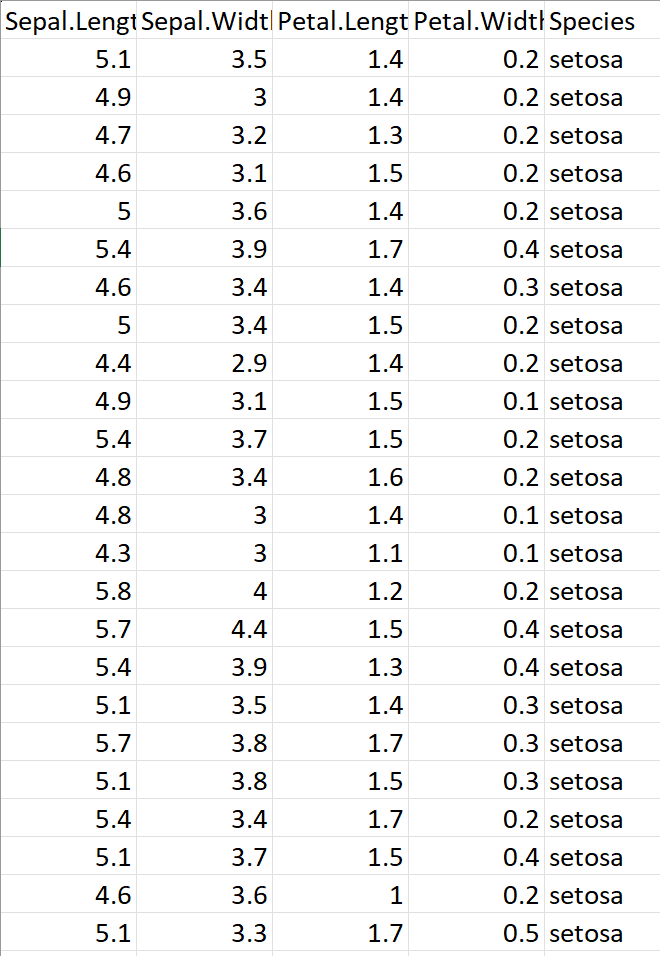 Sepal.Lengt Sepal.Widt Petal.Lengt Petal.Width Species
5.1 3.5 1.4 0.2 setosa
4.9 3 1.4 0.2 setosa
4.7 3.2 1.3 0.2 setosa
4.6 3.1 1.5 0.2 setosa
5 3.6 1.4 0.2 setosa
5.4 3.9 1.7 0.4 setosa
4.6 3.4 1.4 0.3 setosa
5 3.4 1.5 0.2 setosa
4.4 2.9 1.4 0.2 setosa
4.9 3.1 1.5 0.1 setosa
5.4 3.7 1.5 0.2 setosa
4.8 3.4 1.6 0.2 setosa
4.8 3 1.4 0.1 setosa
4.3 3 1.1 0.1 setosa
5.8 4 1.2 0.2 setosa
5.7 4.4 1.5 0.4 setosa
5.4 3.9 1.3 0.4 setosa
5.1 3.5 1.4 0.3 setosa
5.7 3.8 1.7 0.3 setosa
5.1 3.8 1.5 0.3 setosa
5.4 3.4 1.7 0.2 setosa
5.1 3.7 1.5 0.4 setosa
4.6 3.6 1 0.2 setosa
5.1 3.3 1.7 0.5 setosa